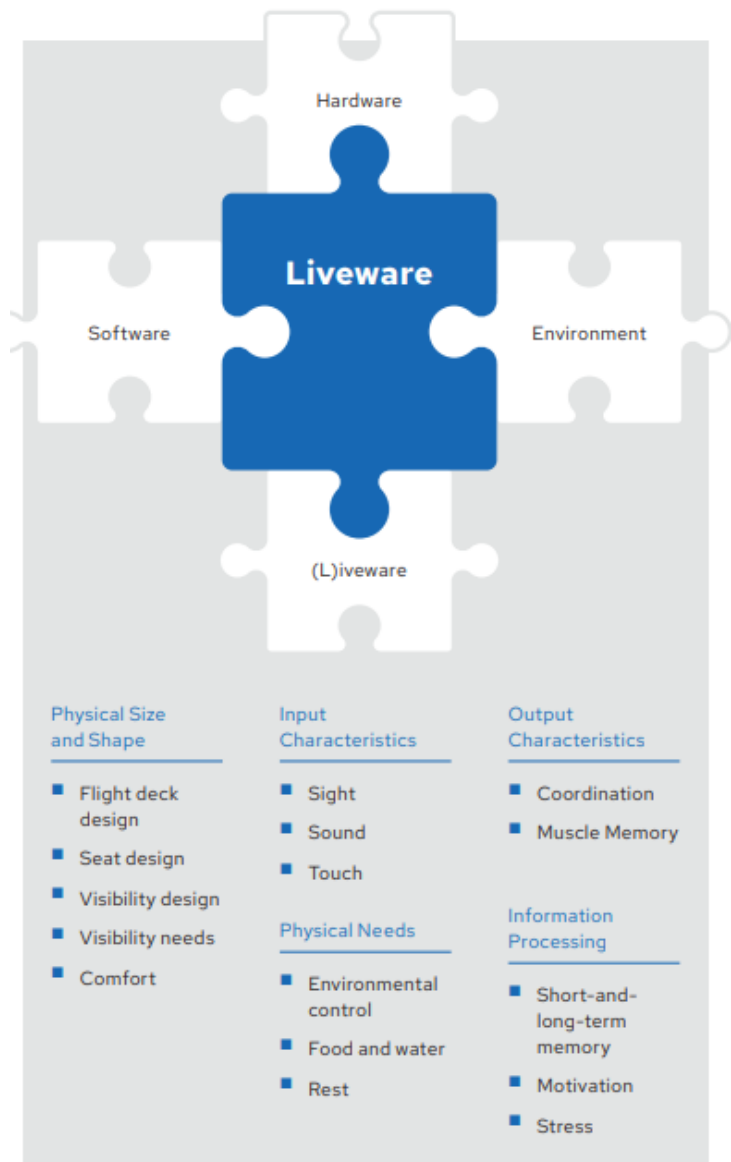 Hardware
Liveware
Software
Environment
(L)iveware
Physical Size
and Shape
Flight deck
design
Seat design
Visibility design
Visibility needs
Comfort
Input
Characteristics
Sight
Sound
Touch
Physical Needs
Environmental
control
Food and water
Rest
Output
Characteristics
Coordination
Muscle Memory
Information
Processing
Short-and-
long-term
memory
Motivation
Stress